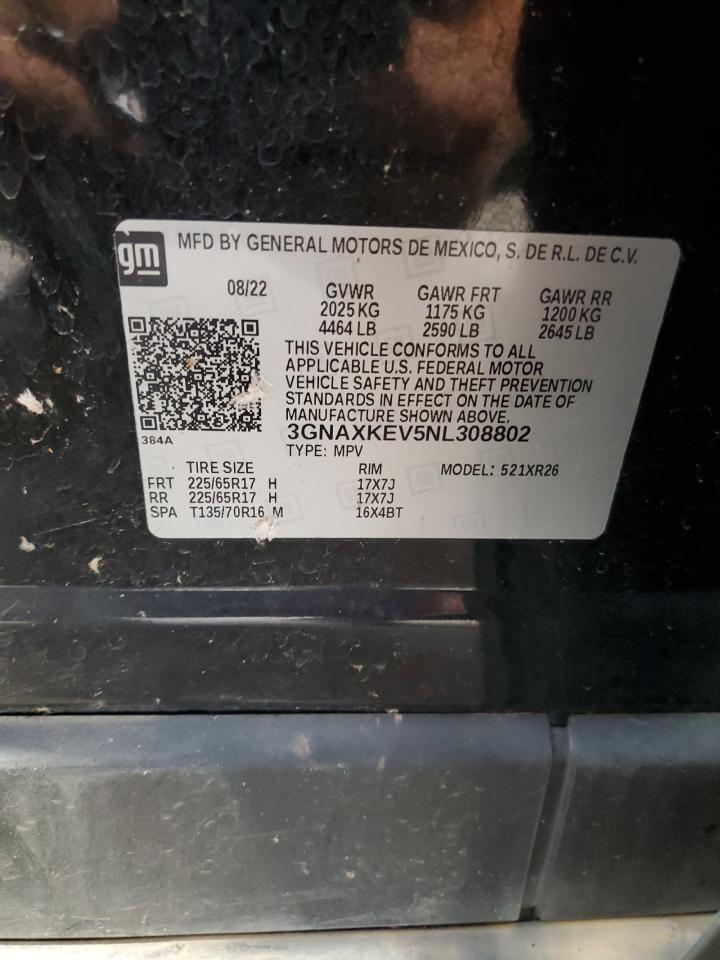 gm
MFD BY GENERAL MOTORS DE MEXICO, S. DE R.L. DE C.V.
08/22 GVWR GAWR FRT GAWR RR
2025 KG 1175 KG 1200 KG
4464 LB 2590 LB 2645 LB
THIS VEHICLE CONFORMS TO ALL
APPLICABLE U.S. FEDERAL MOTOR
VEHICLE SAFETY AND THEFT PREVENTION
STANDARDS IN EFFECT ON THE DATE OF
MANUFACTURE SHOWN ABOVE.
384A
3GNAXKEV5NL308802
TYPE: MPV
TIRE SIZE RIM MODEL: 521XR26
FRT 225/65R17 H 17X7J
RR 225/65R17 H 17X7J
SPA T135/70R16 M 16X4BT